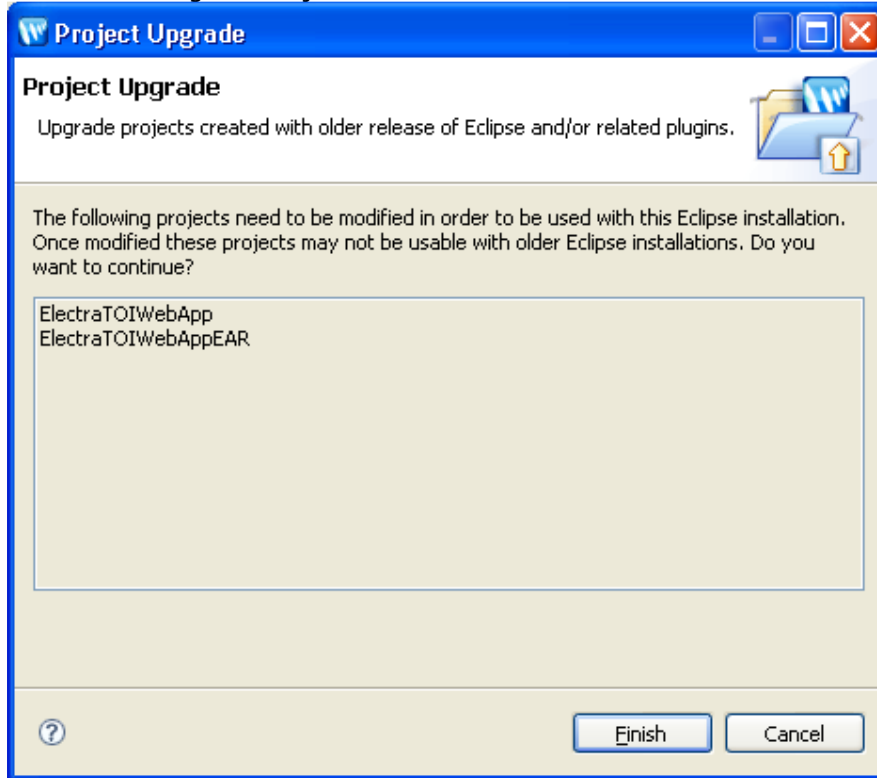 Project Upgrade
Project Upgrade
Upgrade projects created with older release of Eclipse and/or related plugins.
The following projects need to be modified in order to be used with this Eclipse installation.
Once modified these projects may not be usable with older Eclipse installations. Do you
want to continue?
ElectraTOIWebApp
ElectraTOIWebAppEAR
Finish
Cancel